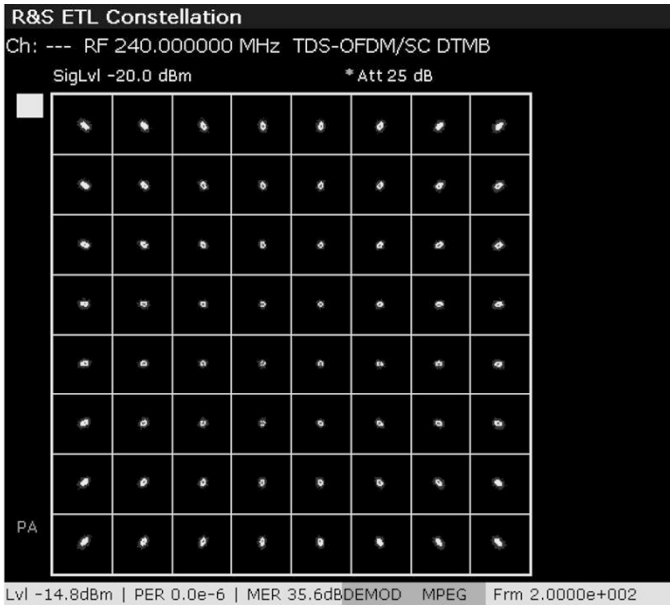 R&S ETL Constellation
Ch: --- RF 240.000000 MHz TDS-OFDM/SC DTMB
SigLvl -20.0 dBm *Att 25 dB
PA
Lvl -14.8dBm | PER 0.0e-6 | MER 35.6dB DEMOD MPEG Frm 2.0000e+002